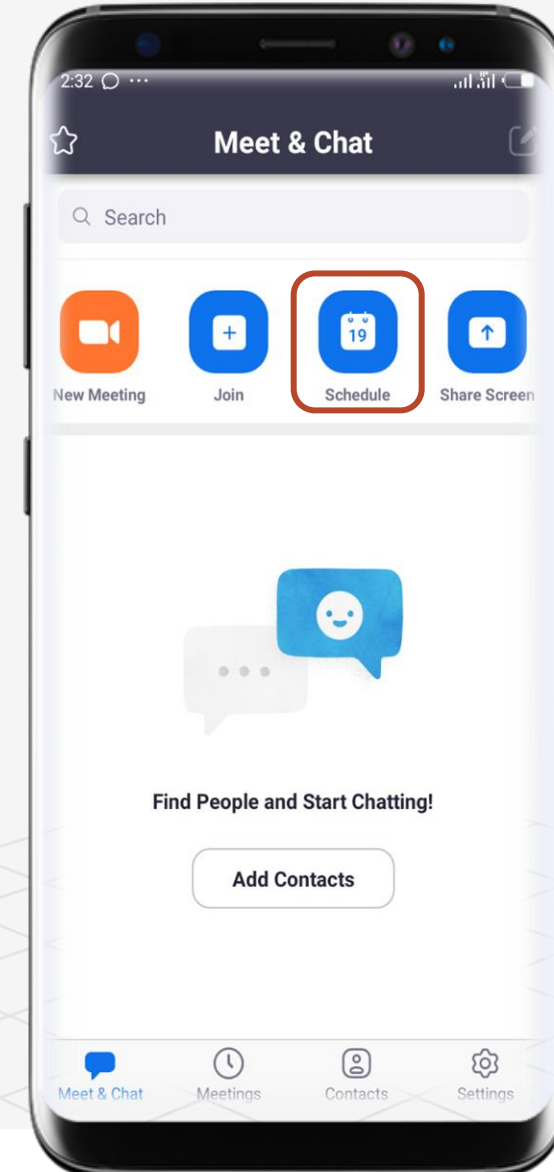 2:32
Meet & Chat
Search
19
New Meeting Join Schedule Share Screen
Find People and Start Chatting!
Add Contacts
Meet & Chat Meetings Contacts Settings